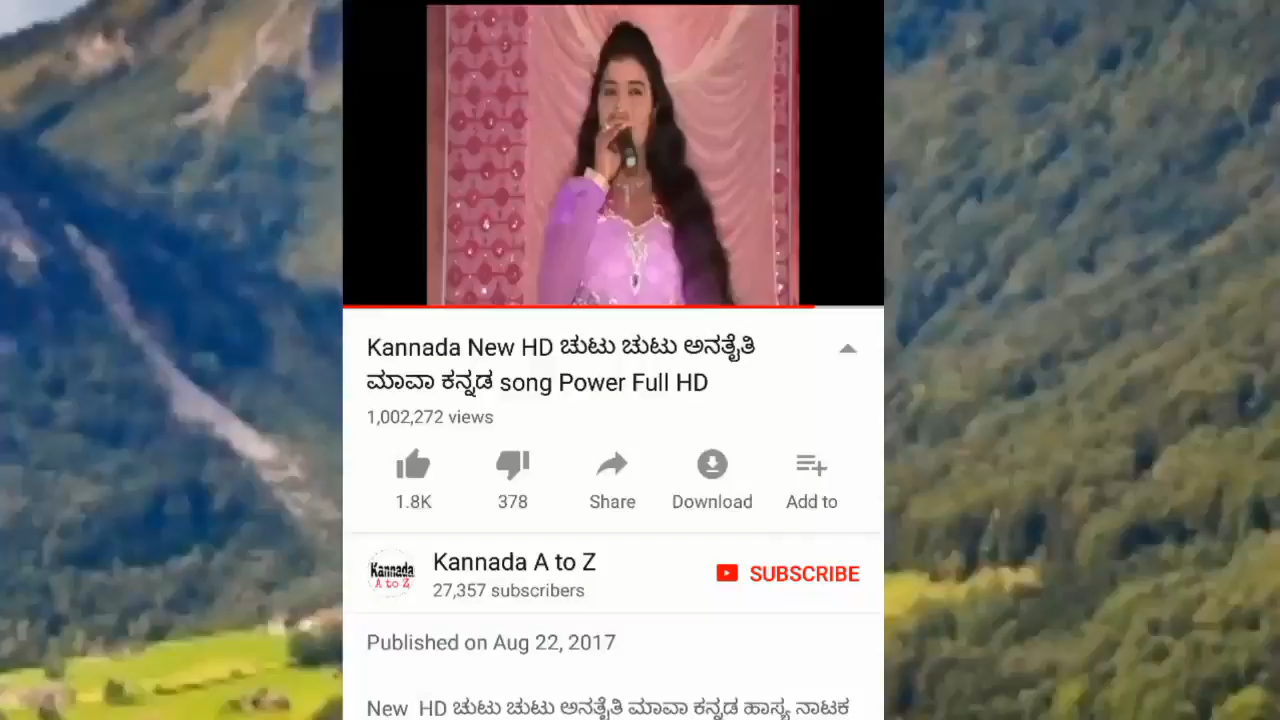 Kannada New HD ಚುಟು ಚುಟು ಅನತೈತಿ
ಮಾವಾ ಕನ್ನಡ song Power Full HD
1,002,272 views
1.8K
378
Share
Download
Add to
Kannada
A to Z
Kannada A to Z
SUBSCRIBE
27,357 subscribers
Published on Aug 22, 2017
New HD ಚುಟು ಚುಟು ಅನತೈತಿ ಮಾವಾ ಕನ್ನಡ ಹಾಸ್ಯ ನಾಟಕ